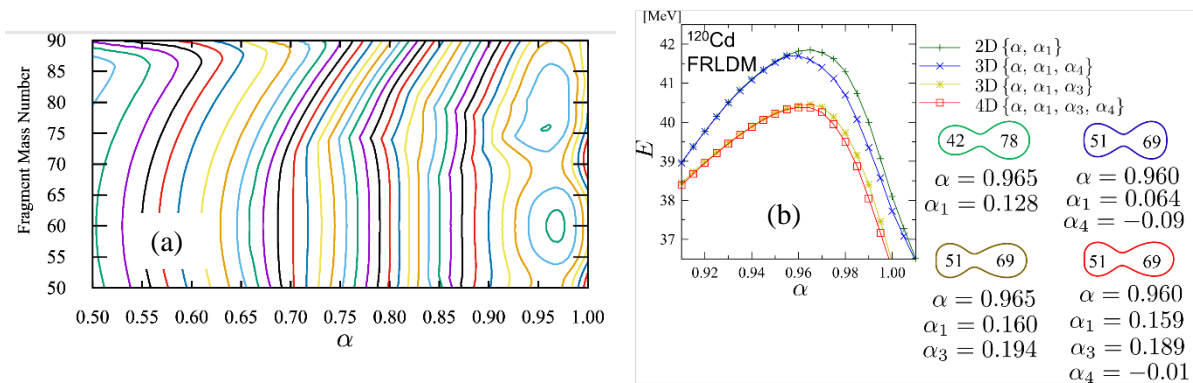 Fragment Mass Number
90
85
80
75
70
65
60
55
50
(a)
0.50 0.55 0.60 0.65 0.70 0.75 0.80 0.85 0.90 0.95 1.00
α
[MeV]
42
41
40
39
38
37
E
¹²⁰Cd
FRLDM
(b)
0.92 0.94 0.96 0.98 1.00
α
2D {α, α₁}
3D {α, α₁, α₄}
3D {α, α₁, α₃}
4D {α, α₁, α₃, α₄}
42 78
α = 0.965
α₁ = 0.128
51 69
α = 0.960
α₁ = 0.064
α₄ = −0.09
51 69
α = 0.965
α₁ = 0.160
α₃ = 0.194
51 69
α = 0.960
α₁ = 0.159
α₃ = 0.189
α₄ = −0.01